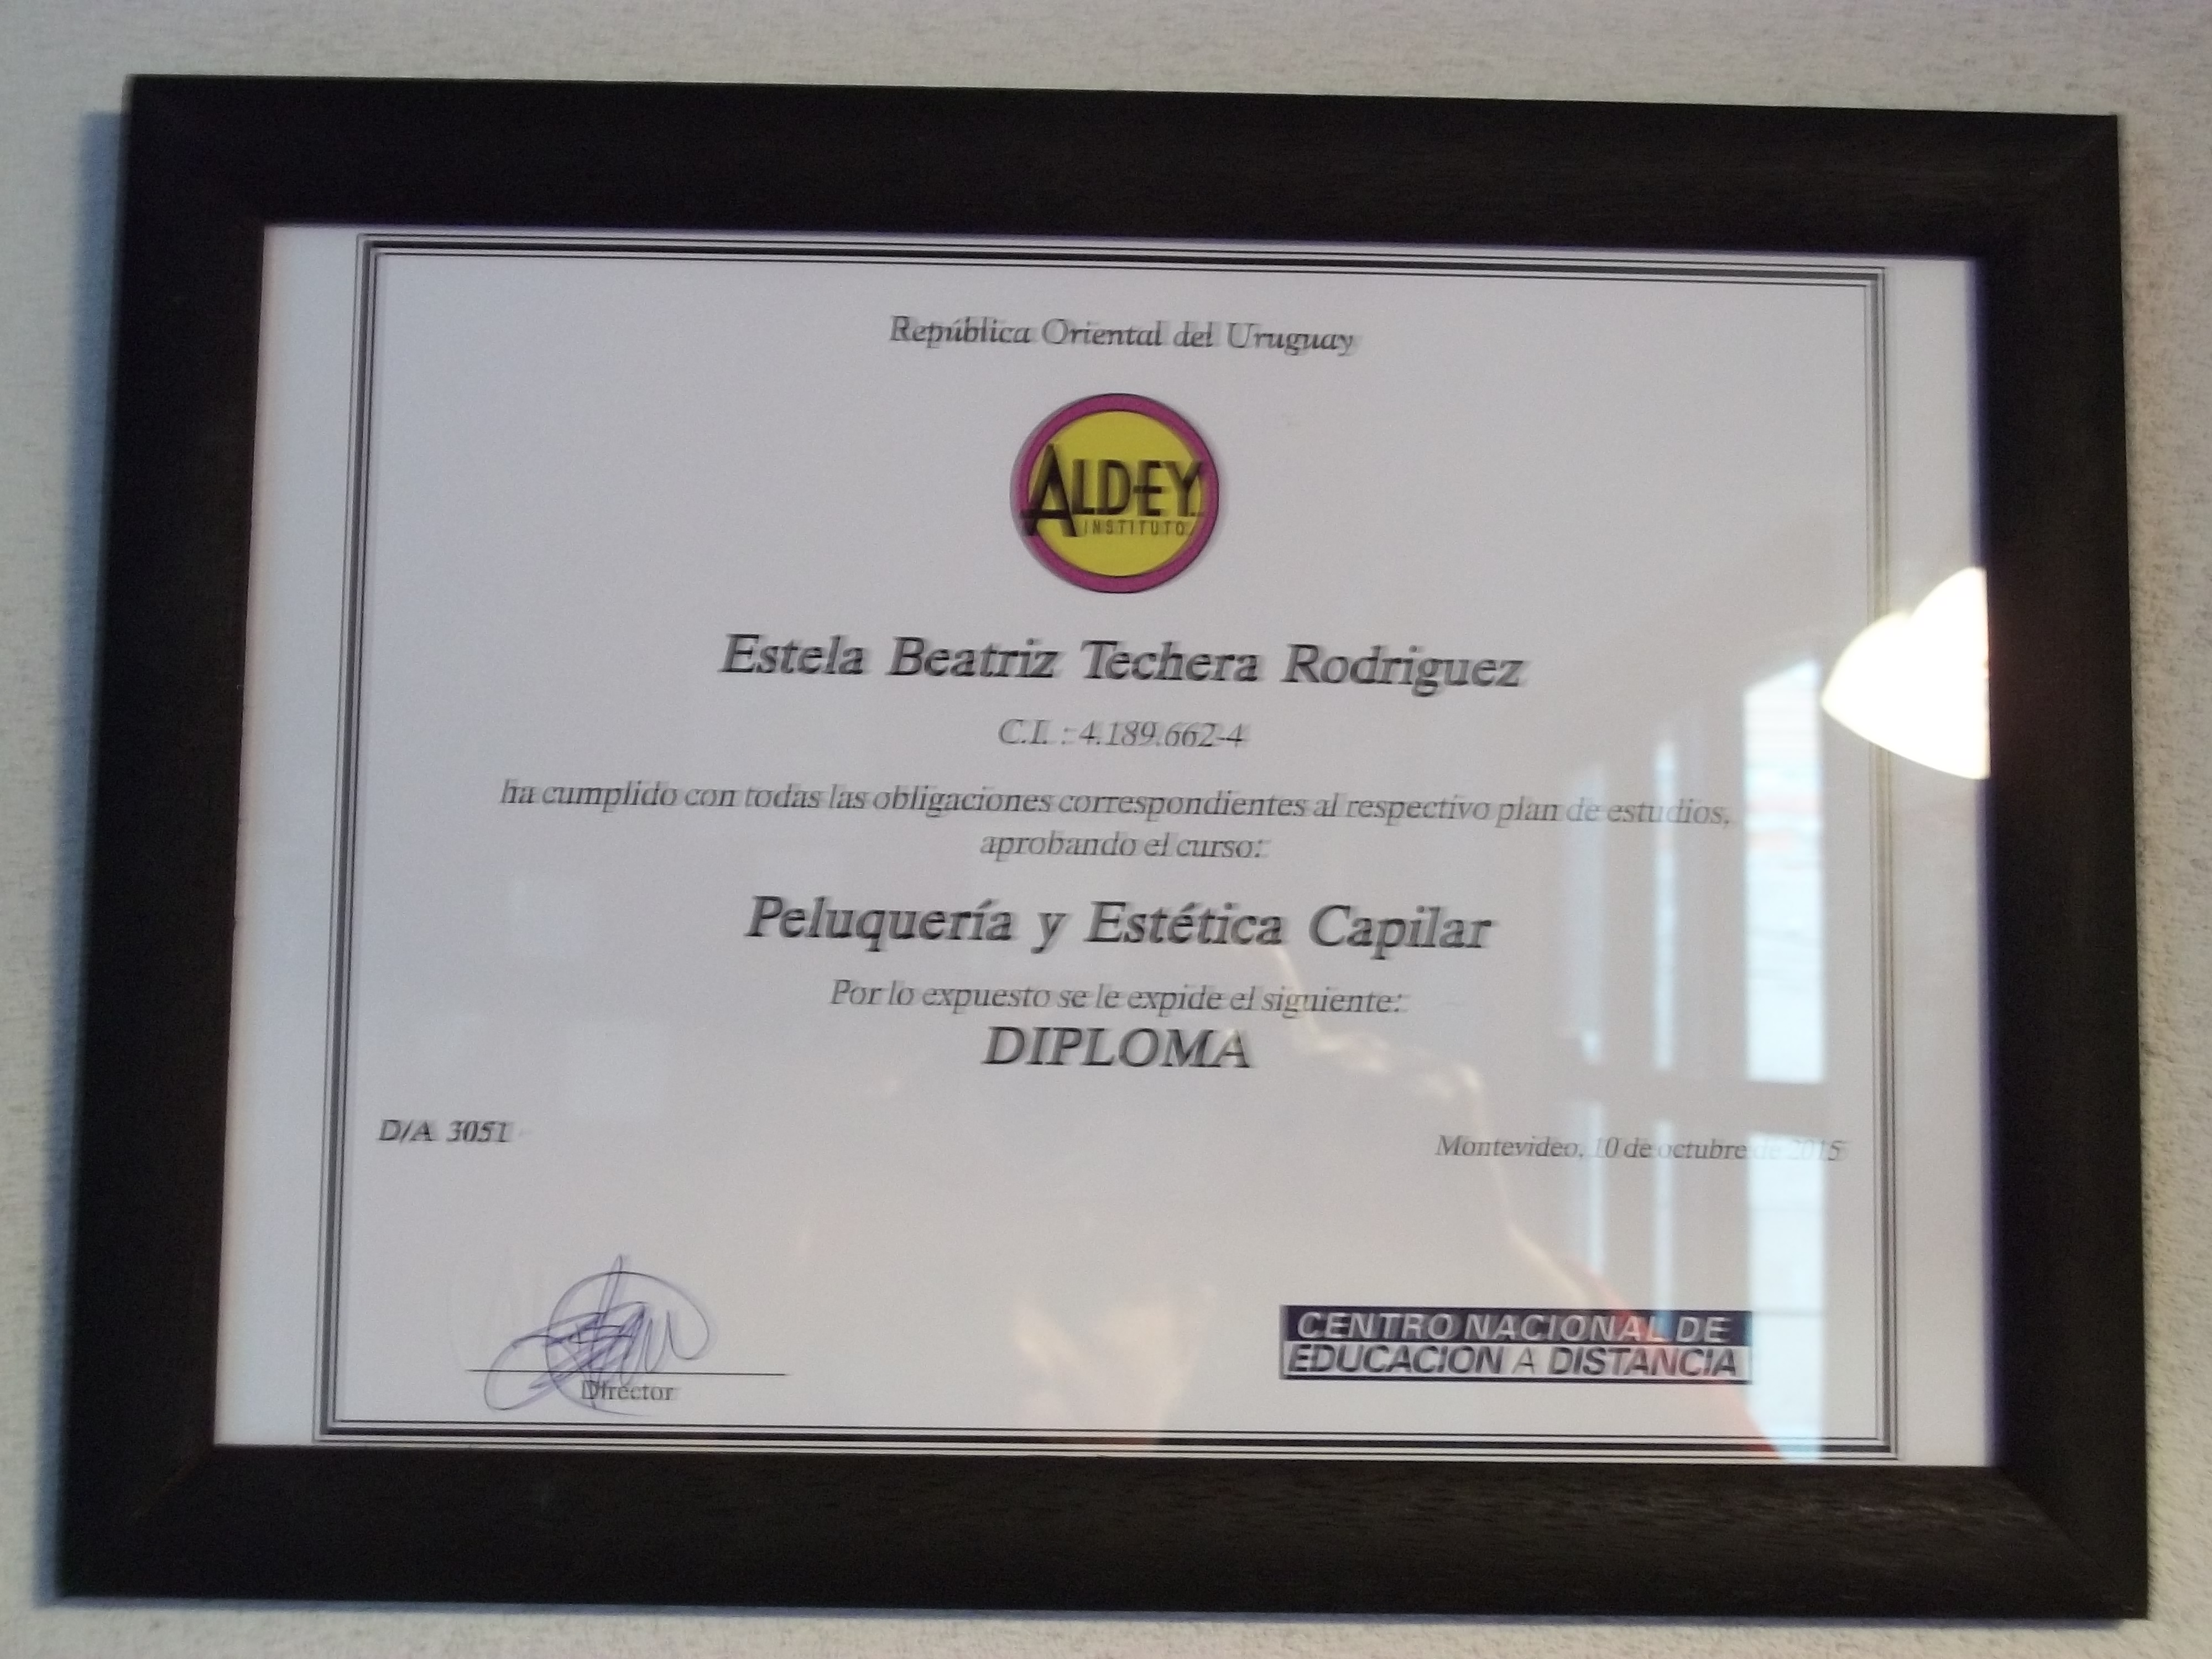 República Oriental del Uruguay
ALDEY
INSTITUTO
Estela Beatriz Techera Rodriguez
C.I. : 4.189.662-4
ha cumplido con todas las obligaciones correspondientes al respectivo plan de estudios,
aprobando el curso:
Peluquería y Estética Capilar
Por lo expuesto se le expide el siguiente:
DIPLOMA
D/A 3051
Montevideo, 10 de octubre de 2015
Director
CENTRO NACIONAL DE
EDUCACION A DISTANCIA